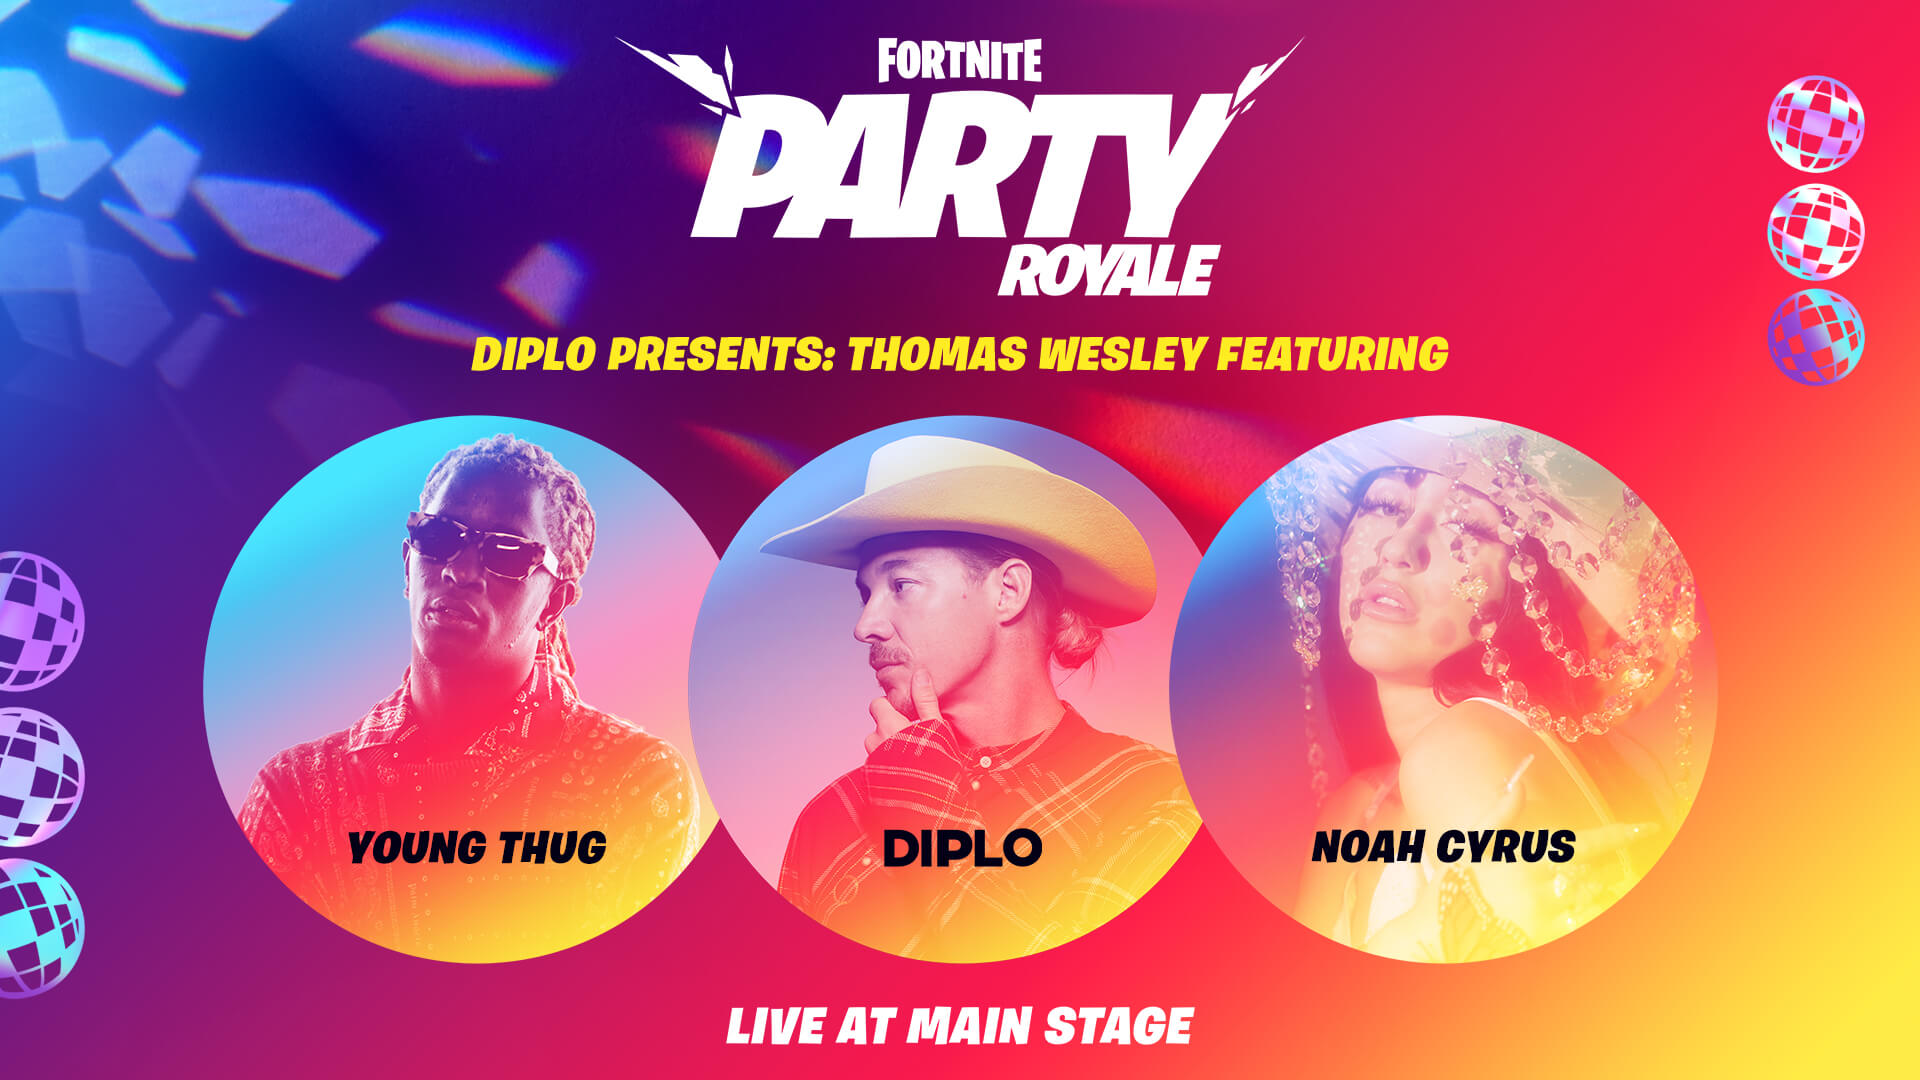 FORTNITE
PARTY
ROYALE
DIPLO PRESENTS: THOMAS WESLEY FEATURING
YOUNG THUG
DIPLO
NOAH CYRUS
LIVE AT MAIN STAGE